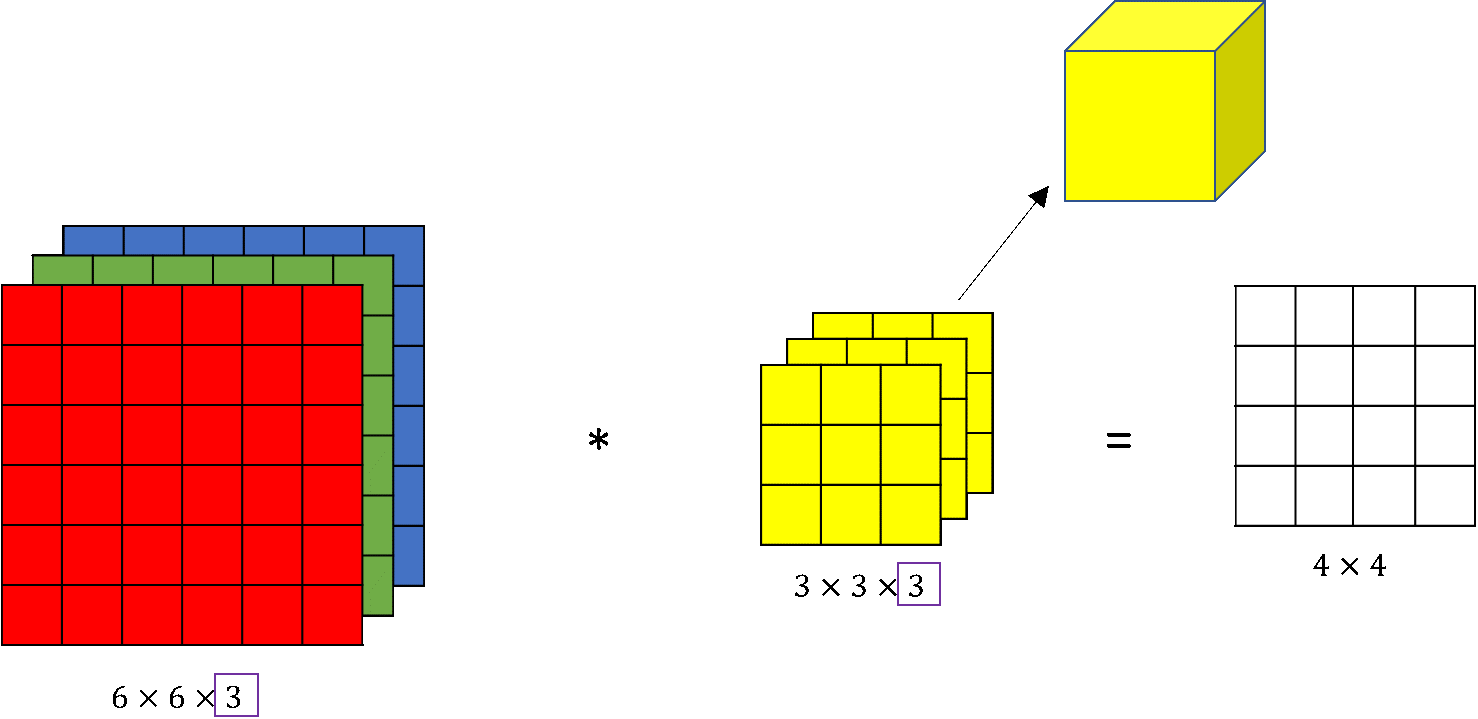 *
=
4 × 4
3 × 3 × 3
6 × 6 × 3